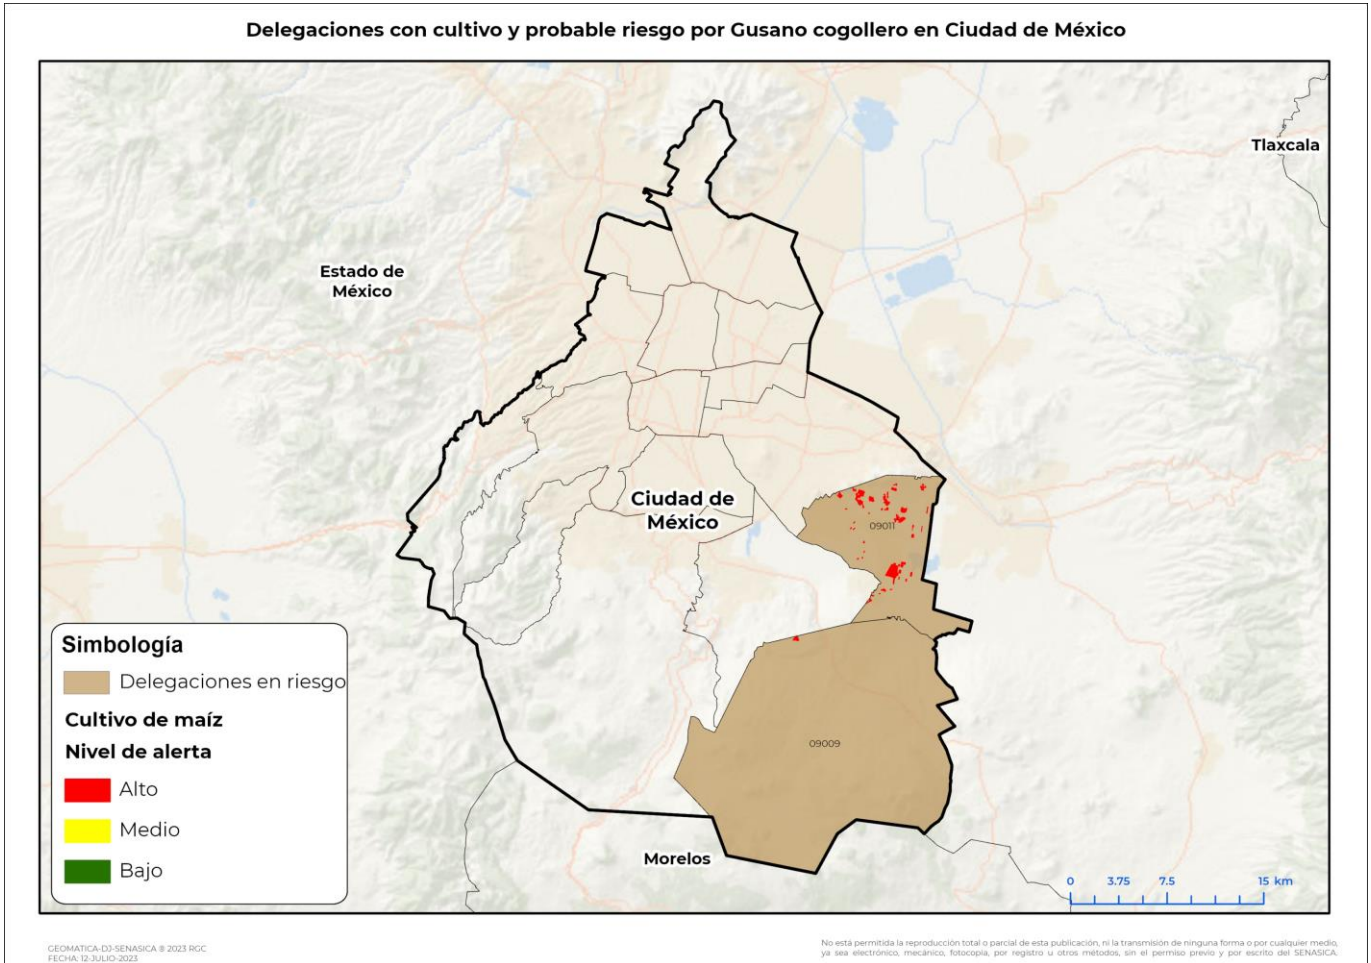 Delegaciones con cultivo y probable riesgo por Gusano cogollero en Ciudad de México
Tlaxcala
Estado de
México
Ciudad de
México
09011
09009
Morelos
Simbología
Delegaciones en riesgo
Cultivo de maíz
Nivel de alerta
Alto
Medio
Bajo
0 3.75 7.5 15 km
GEOMATICA-DJ-SENASICA ® 2023 RGC
FECHA: 12-JULIO-2023
No está permitida la reproducción total o parcial de esta publicación, ni la transmisión de ninguna forma o por cualquier medio,
ya sea electrónico, mecánico, fotocopia, por registro u otros métodos, sin el permiso previo y por escrito del SENASICA.